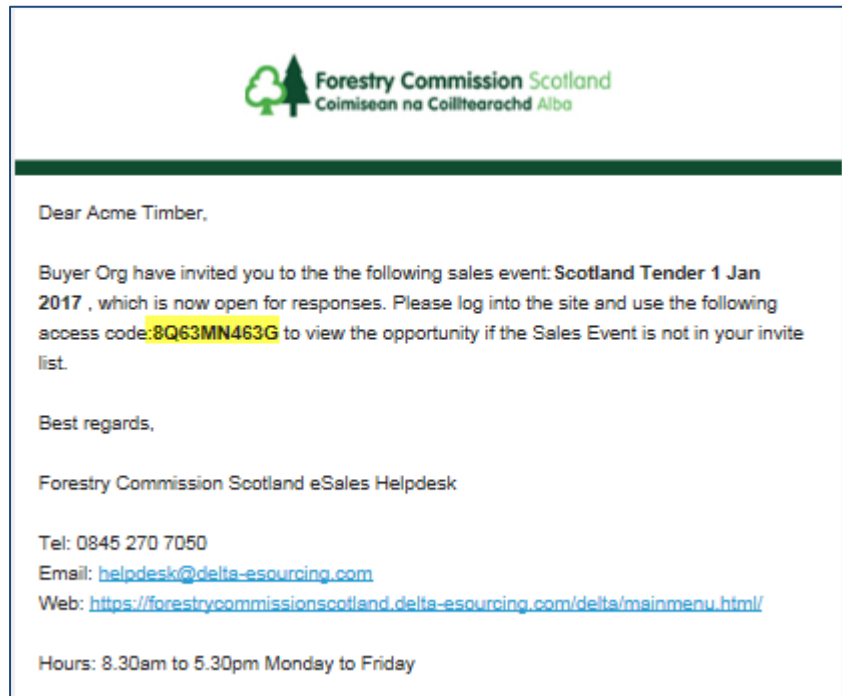 Forestry Commission Scotland
Coimisean na Coilltearachd Alba
Dear Acme Timber,
Buyer Org have invited you to the the following sales event: Scotland Tender 1 Jan
2017 , which is now open for responses. Please log into the site and use the following
access code:8Q63MN463G to view the opportunity if the Sales Event is not in your invite
list.
Best regards,
Forestry Commission Scotland eSales Helpdesk
Tel: 0845 270 7050
Email: helpdesk@delta-esourcing.com
Web: https://forestrycommissionscotland.delta-esourcing.com/delta/mainmenu.html/
Hours: 8.30am to 5.30pm Monday to Friday